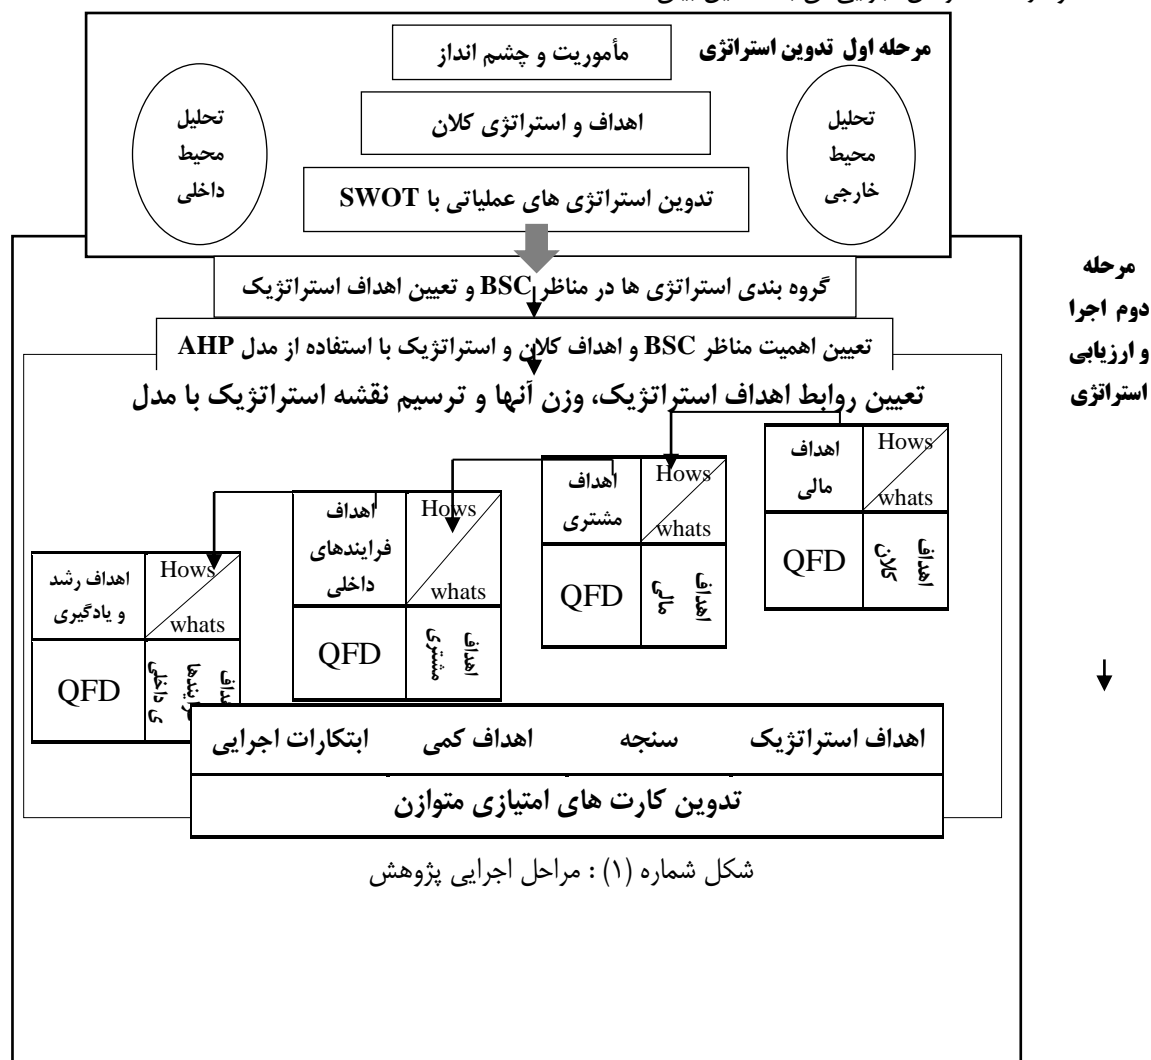 مرحله اول تدوین استراتژی
مأموریت و چشم انداز
تحلیل
محیط
خارجی
اهداف و استراتژی کلان
تحلیل
محیط
داخلی
تدوین استراتژی های عملیاتی با SWOT
مرحله
دوم اجرا
و ارزیابی
استراتژی
گروه بندی استراتژی ها در مناظر BSC و تعیین اهداف استراتژیک
تعیین اهمیت مناظر BSC و اهداف کلان و استراتژیک با استفاده از مدل AHP
تعیین روابط اهداف استراتژیک، وزن آنها و ترسیم نقشه استراتژیک با مدل
Hows
whats
اهداف
مالی
اهداف
کلان
QFD
Hows
whats
اهداف
مشتری
اهداف
مالی
QFD
Hows
whats
اهداف
فرایندهای
داخلی
اهداف
مشتری
QFD
Hows
whats
اهداف رشد
و یادگیری
ی داخلی
QFD
اهداف استراتژیک سنجه اهداف کمی ابتکارات اجرایی
تدوین کارت های امتیازی متوازن
شکل شماره (۱) : مراحل اجرایی پژوهش